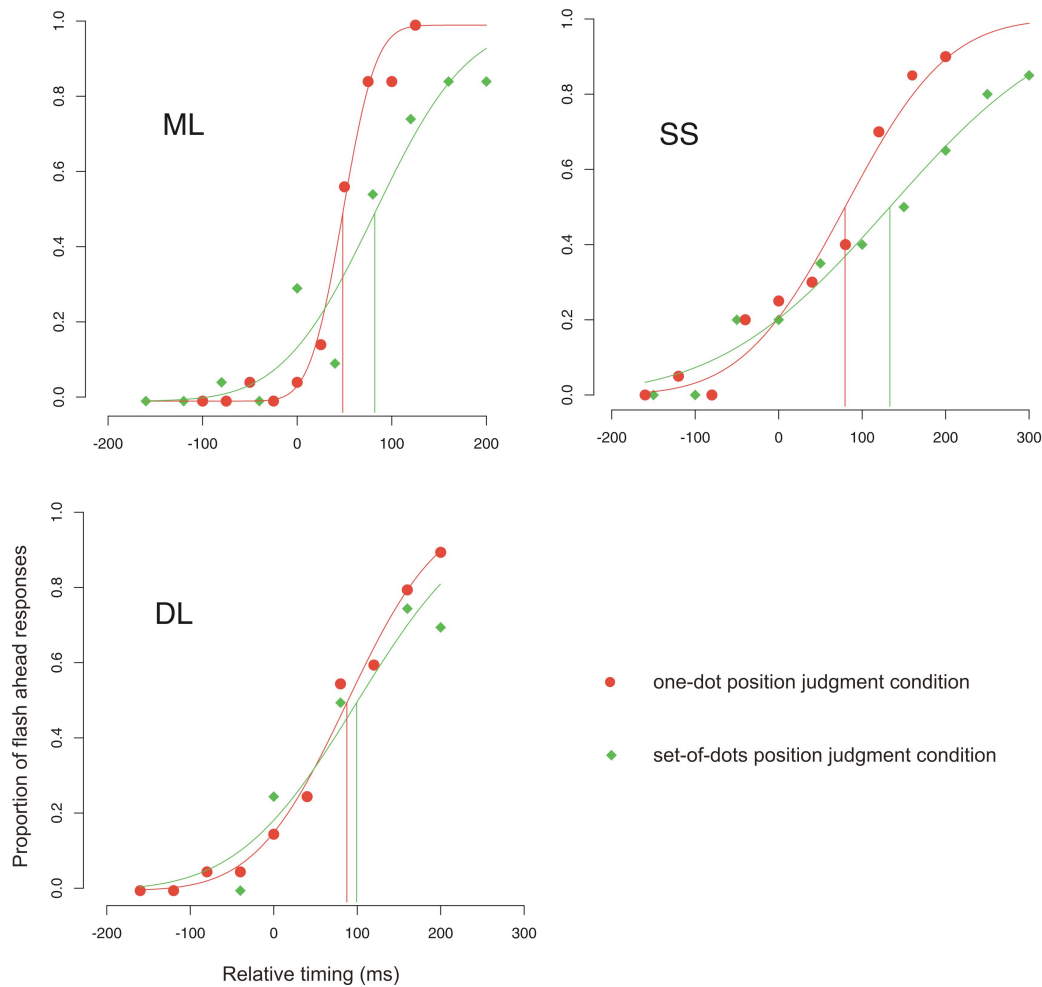 1.0
0.8
0.6
0.4
0.2
0.0
ML
-200 -100 0 100 200
1.0
0.8
0.6
0.4
0.2
0.0
SS
-200 -100 0 100 200 300
Proportion of flash ahead responses
1.0
0.8
0.6
0.4
0.2
0.0
DL
-200 -100 0 100 200 300
Relative timing (ms)
one-dot position judgment condition
set-of-dots position judgment condition